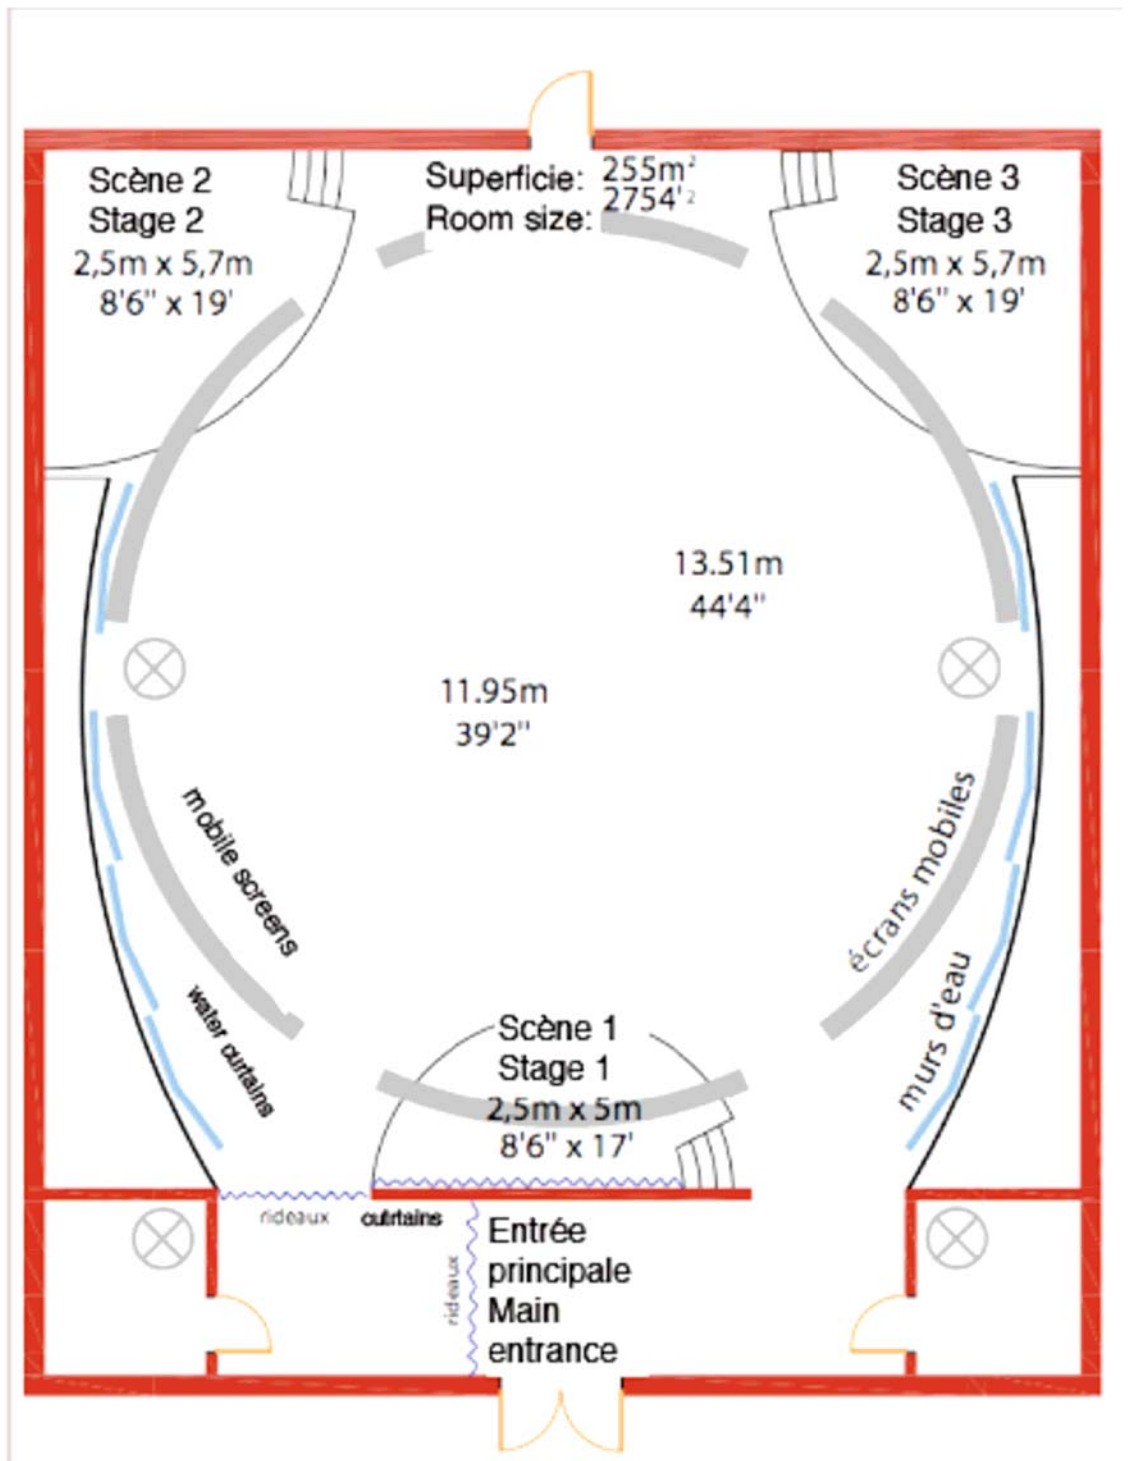 Scène 2
Stage 2
2,5m x 5,7m
8'6" x 19'
Superficie: 255m²
2754'²
Room size:
Scène 3
Stage 3
2,5m x 5,7m
8'6" x 19'
13.51m
44'4"
11.95m
39'2"
mobile screens
écrans mobiles
water curtains
murs d'eau
Scène 1
Stage 1
2,5m x 5m
8'6" x 17'
rideaux cutrtains
rideaux
Entrée
principale
Main
entrance